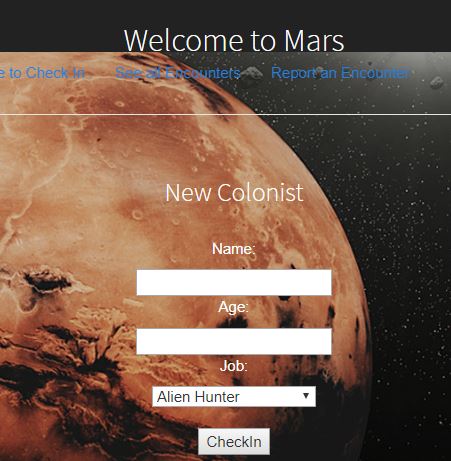 Welcome to Mars
e to Check In See all Encounters Report an Encounter
New Colonist
Name:
Age:
Job:
Alien Hunter
CheckIn